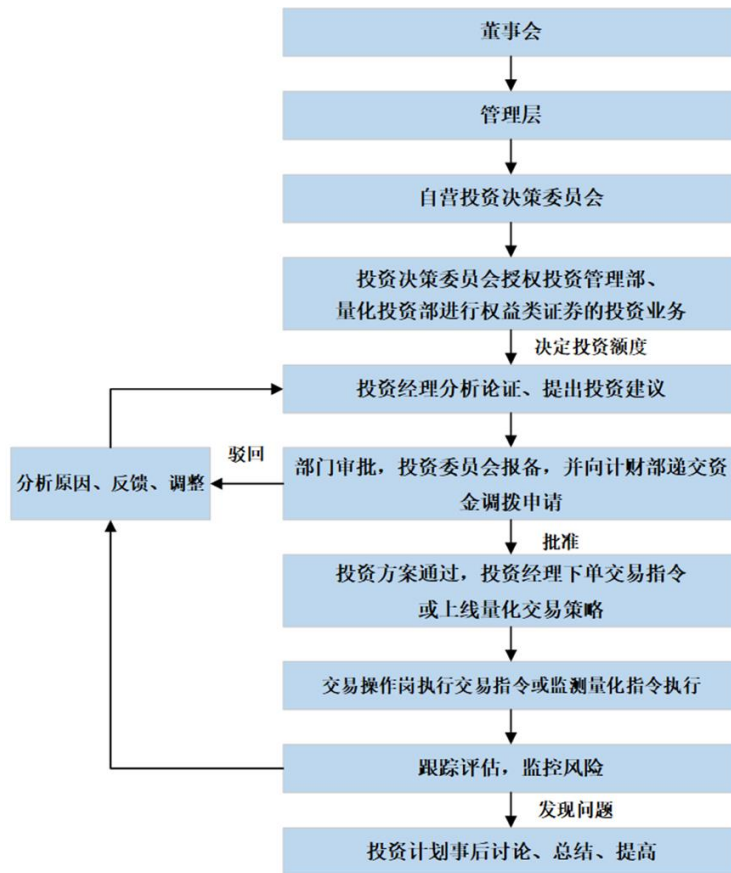 董事会
管理层
自营投资决策委员会
投资决策委员会授权投资管理部、
量化投资部进行权益类证券的投资业务
决定投资额度
投资经理分析论证、提出投资建议
驳回
分析原因、反馈、调整
部门审批，投资委员会报备，并向计财部递交资
金调拨申请
批准
投资方案通过，投资经理下单交易指令
或上线量化交易策略
交易操作岗执行交易指令或监测量化指令执行
跟踪评估，监控风险
发现问题
投资计划事后讨论、总结、提高